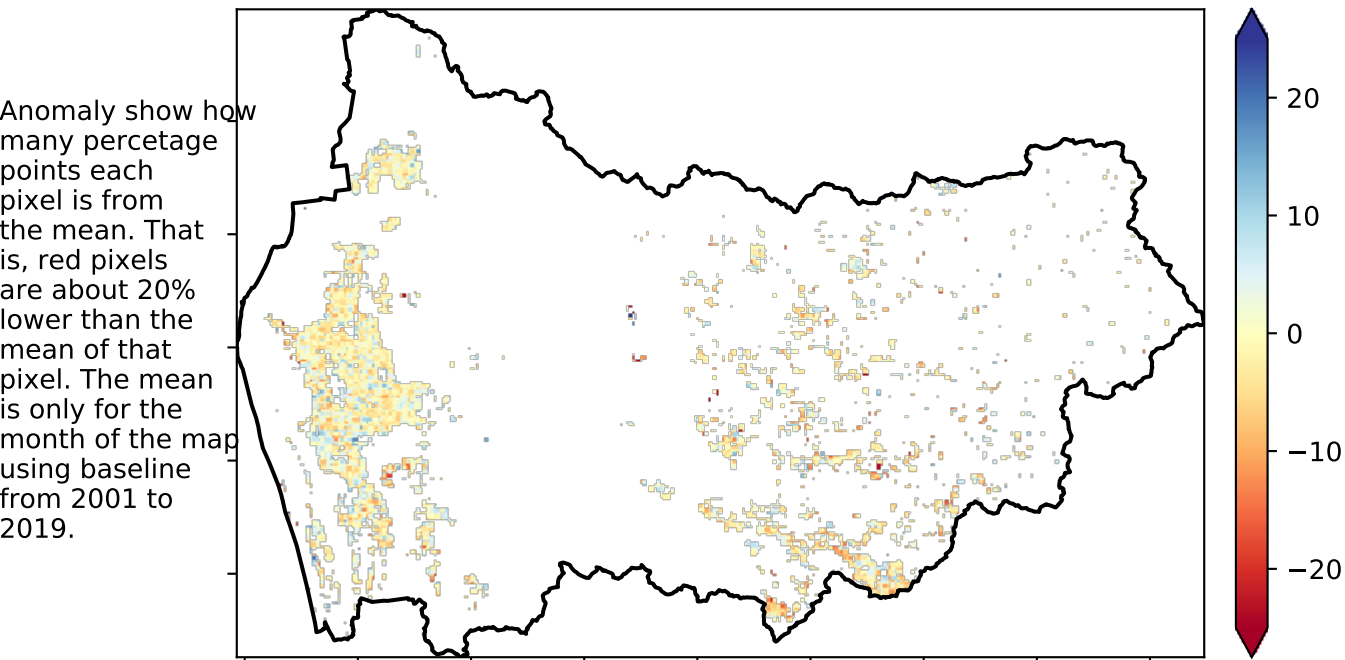 Anomaly show how
many percetage
points each
pixel is from
the mean. That
is, red pixels
are about 20%
lower than the
mean of that
pixel. The mean
is only for the
month of the map
using baseline
from 2001 to
2019.
20
10
0
−10
−20